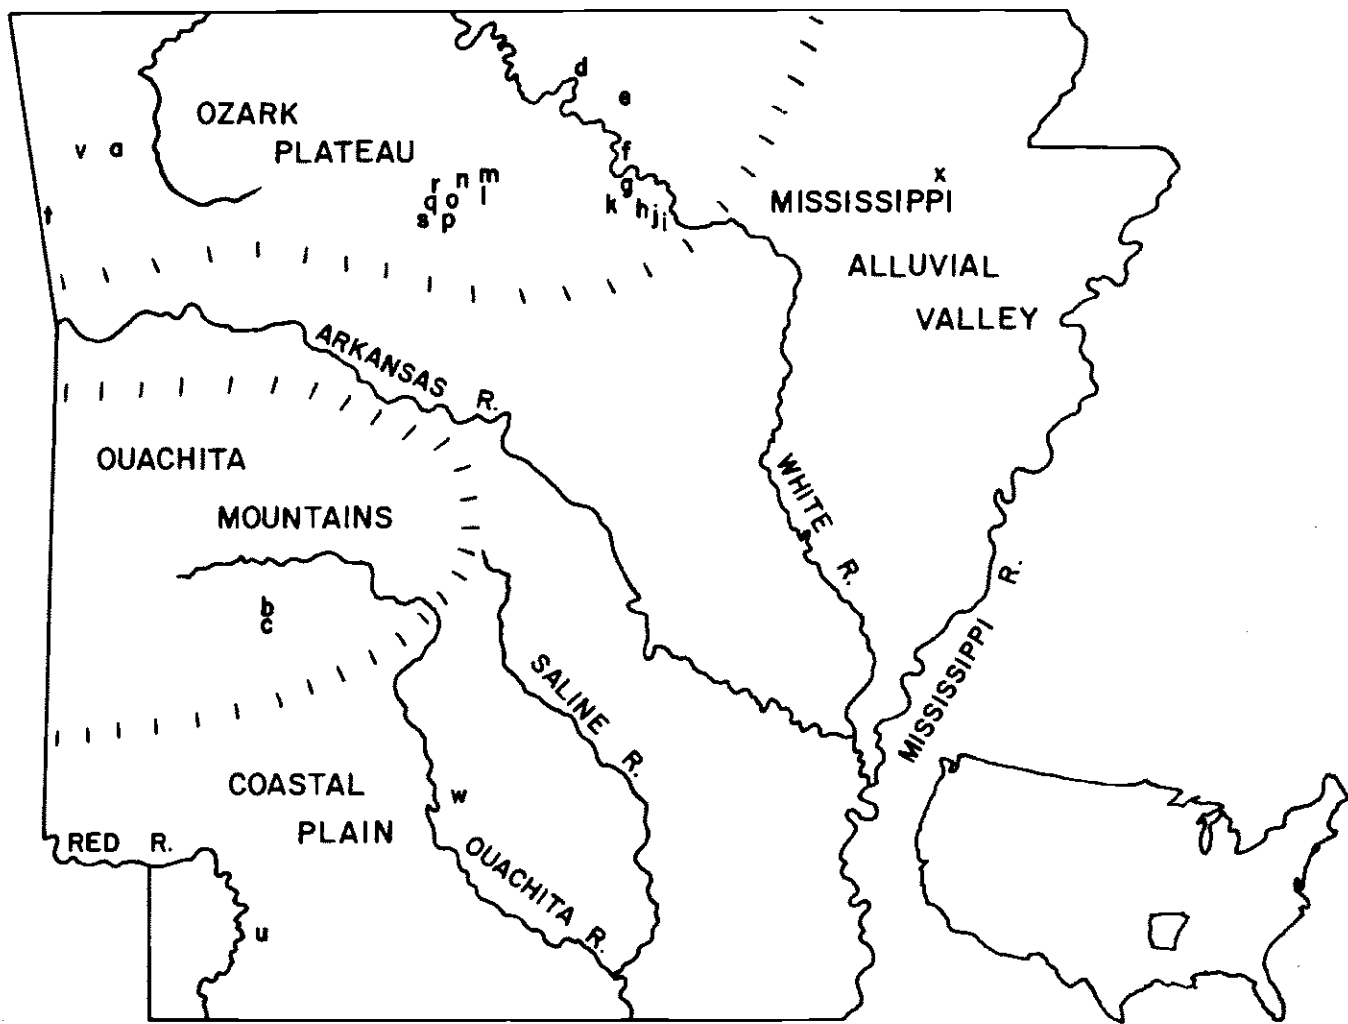 d
e
OZARK
PLATEAU
v a
f
r n m
q o l
s p
g
k h j i
x
t
MISSISSIPPI
ALLUVIAL
VALLEY
ARKANSAS R.
OUACHITA
MOUNTAINS
WHITE R.
b
c
SALINE R.
MISSISSIPPI R.
COASTAL
PLAIN
w
RED R.
OUACHITA R.
u